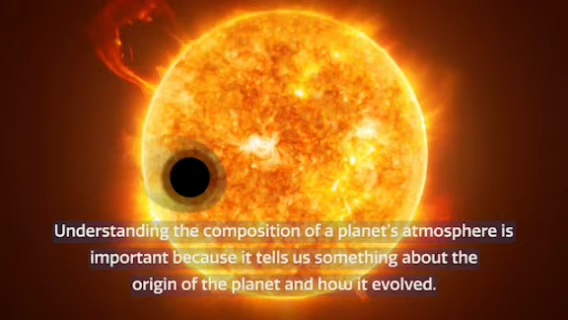 Understanding the composition of a planet's atmosphere is
important because it tells us something about the
origin of the planet and how it evolved.